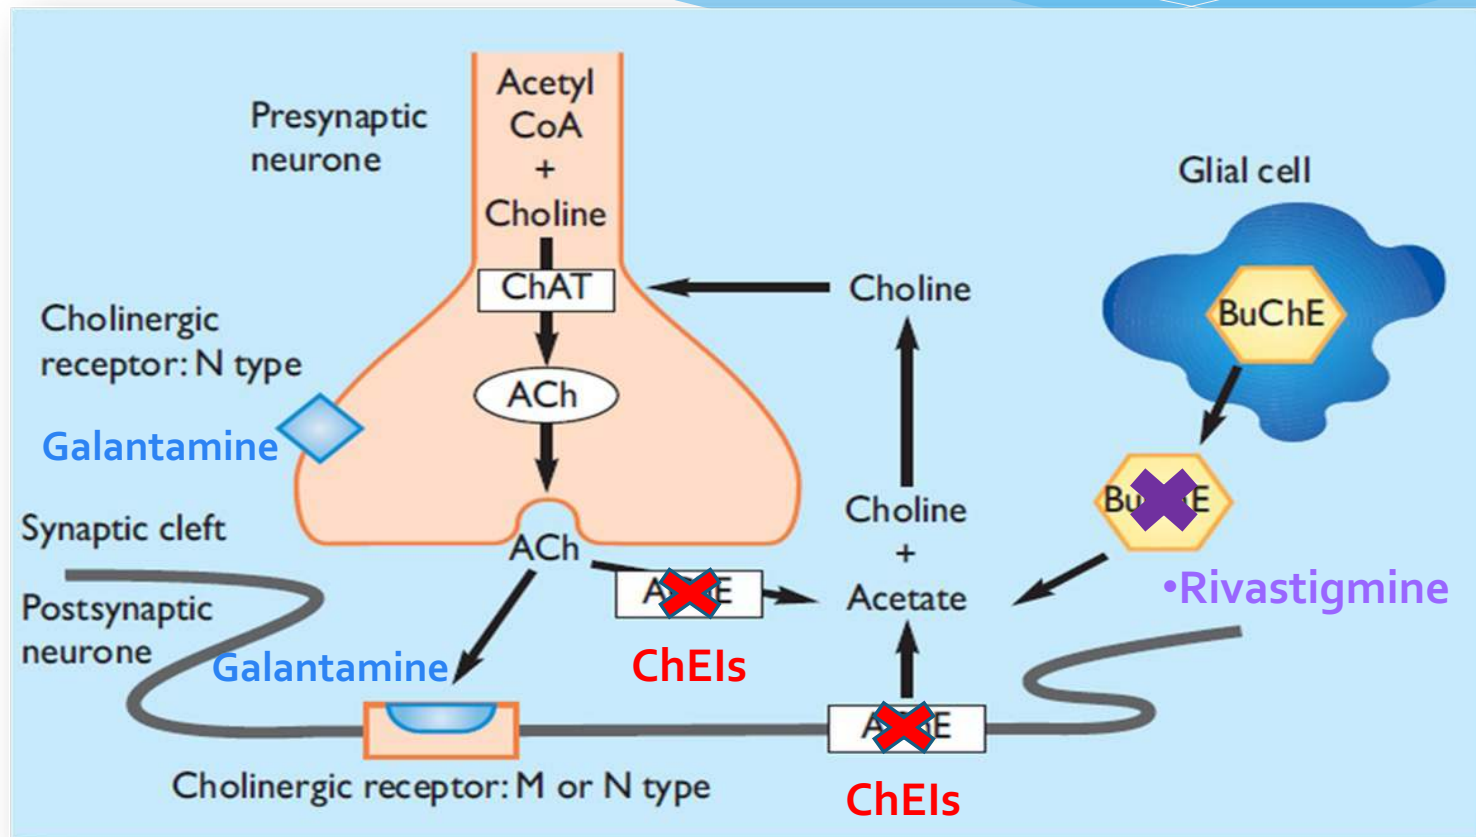 Acetyl
CoA
+
Choline
Presynaptic
neurone
Glial cell
ChAT
Choline
BuChE
Cholinergic
receptor: N type
ACh
Galantamine
Choline
+
Acetate
Synaptic cleft
ACh
•Rivastigmine
Postsynaptic
neurone
Galantamine
ChEIs
Cholinergic receptor: M or N type
ChEIs